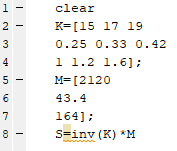 1 - clear
2 - K=[15 17 19
3 0.25 0.33 0.42
4 1 1.2 1.6];
5 - M=[2120
6 43.4
7 164];
8 - S=inv(K)*M